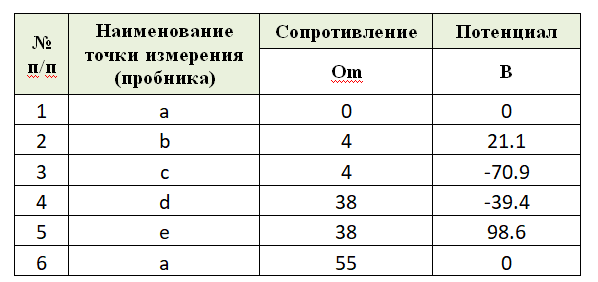 № п/п Наименование точки измерения (пробника) Сопротивление Потенциал
Оm В
1 a 0 0
2 b 4 21.1
3 c 4 -70.9
4 d 38 -39.4
5 e 38 98.6
6 a 55 0